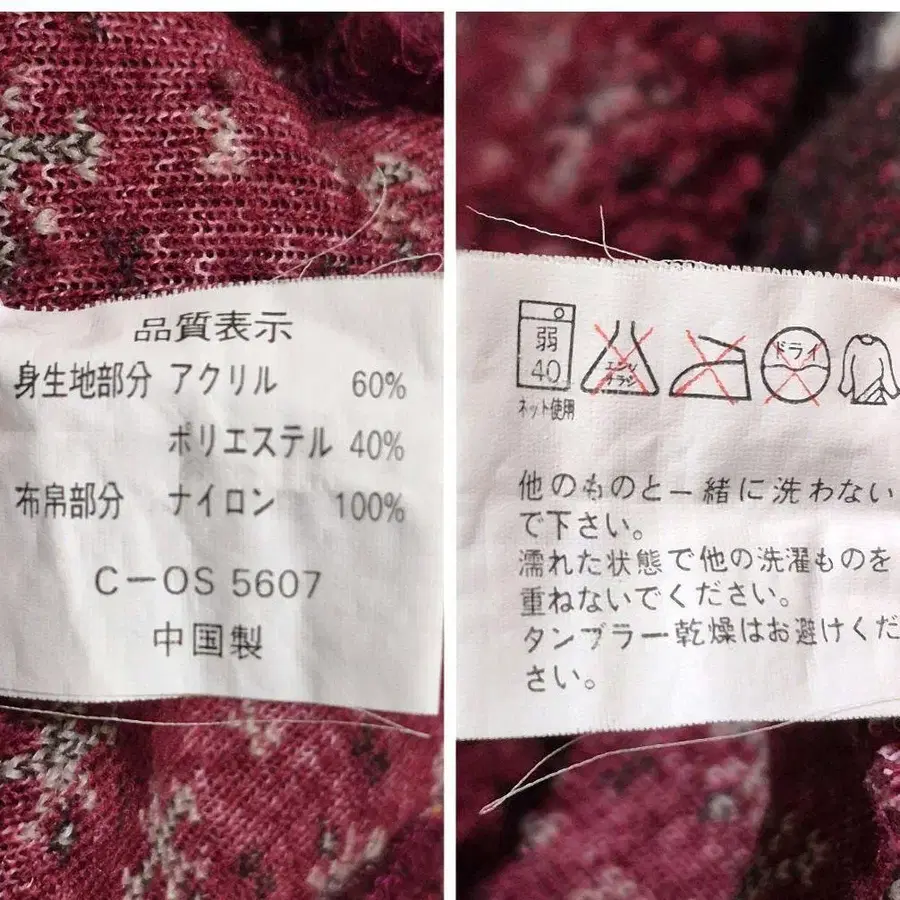 品質表示
身生地部分 アクリル 60%
ポリエステル 40%
布帛部分 ナイロン 100%
C-OS 5607
中国製
弱
40
ネット使用
エンソ
チラシ
ドライ
他のものと一緒に洗わない
で下さい。
濡れた状態で他の洗濯ものを
重ねないでください。
タンブラー乾燥はお避けくだ
さい。